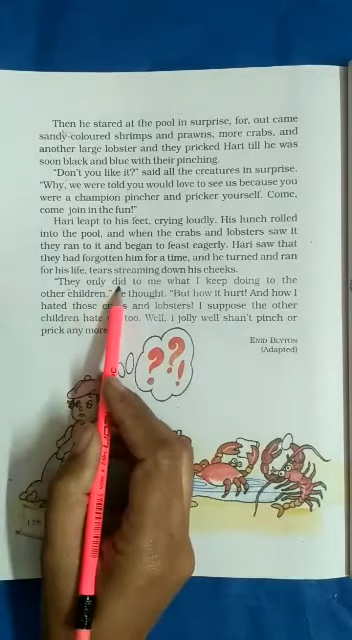 Then he stared at the pool in surprise, for, out came
sandy-coloured shrimps and prawns, more crabs, and
another large lobster and they pricked Hari till he was
soon black and blue with their pinching.
"Don't you like it?" said all the creatures in surprise.
"Why, we were told you would love to see us because you
were a champion pincher and pricker yourself. Come,
come join in the fun!"
Hari leapt to his feet, crying loudly. His lunch rolled
into the pool, and when the crabs and lobsters saw it
they ran to it and began to feast eagerly. Hari saw that
they had forgotten him for a time, and he turned and ran
for his life, tears streaming down his cheeks.
"They only did to me what I keep doing to the
other children," he thought. "But how it hurt! And how I
hated those and lobsters! I suppose the other
children hate too. Well, i jolly well shan't pinch or
prick any more
ENID BLYTON
(Adapted)
???